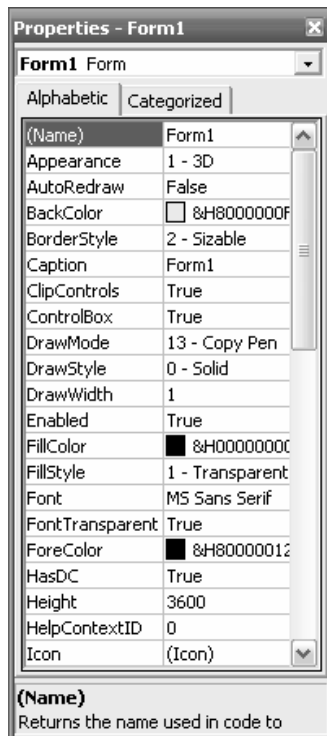 Properties - Form1
Form1 Form
Alphabetic Categorized
(Name) Form1
Appearance 1 - 3D
AutoRedraw False
BackColor &H8000000F
BorderStyle 2 - Sizable
Caption Form1
ClipControls True
ControlBox True
DrawMode 13 - Copy Pen
DrawStyle 0 - Solid
DrawWidth 1
Enabled True
FillColor &H00000000
FillStyle 1 - Transparent
Font MS Sans Serif
FontTransparent True
ForeColor &H80000012
HasDC True
Height 3600
HelpContextID 0
Icon (Icon)
(Name)
Returns the name used in code to